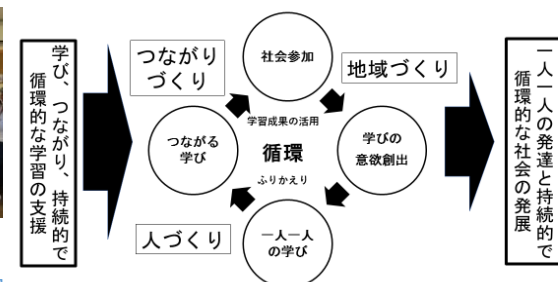 学び、つながり、持続的で
循環的な学習の支援
つながり
づくり
社会参加
地域づくり
学習成果の活用
つながる
学び
循環
学びの
意欲創出
ふりかえり
人づくり
一人一人
の学び
一人一人の発達と持続的で
循環的な社会の発展